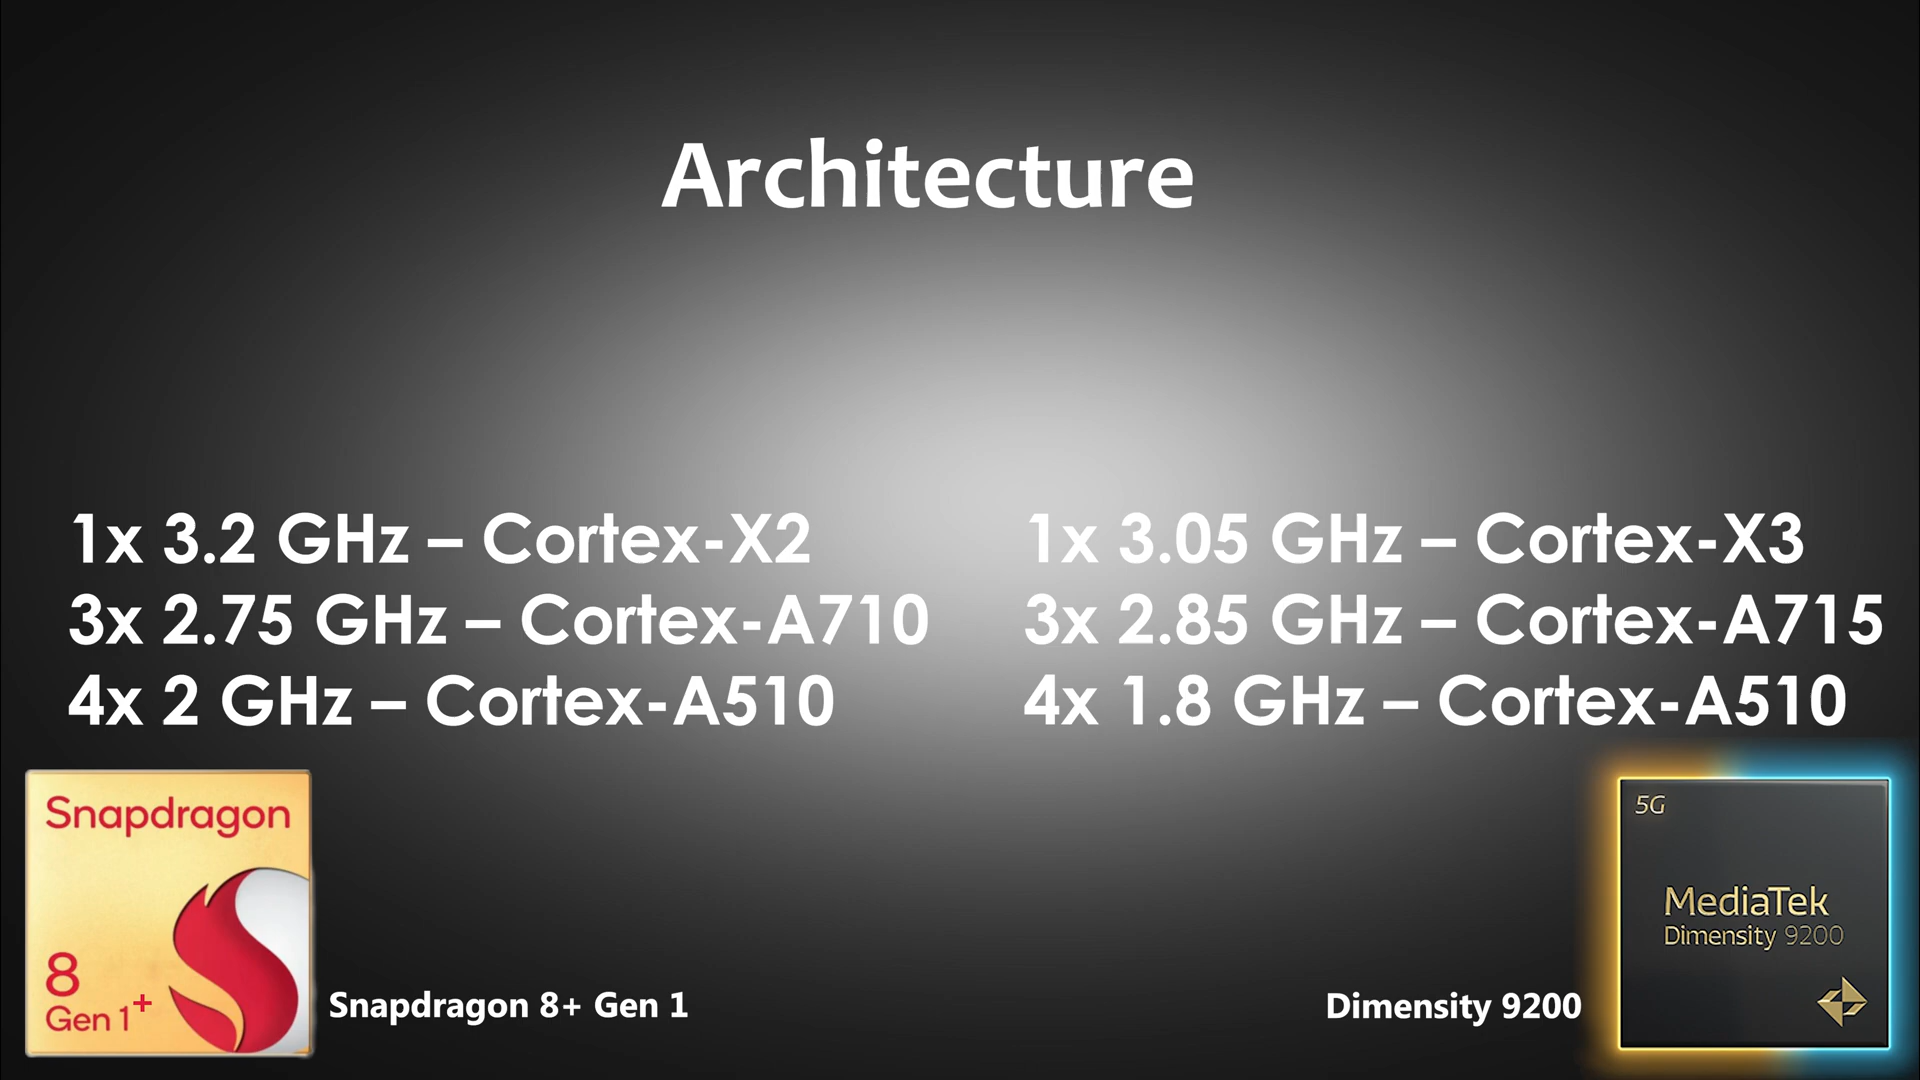 Architecture
1x 3.2 GHz – Cortex-X2
3x 2.75 GHz – Cortex-A710
4x 2 GHz – Cortex-A510
1x 3.05 GHz – Cortex-X3
3x 2.85 GHz – Cortex-A715
4x 1.8 GHz – Cortex-A510
Snapdragon
8
Gen 1+
Snapdragon 8+ Gen 1
Dimensity 9200
5G
MediaTek
Dimensity 9200